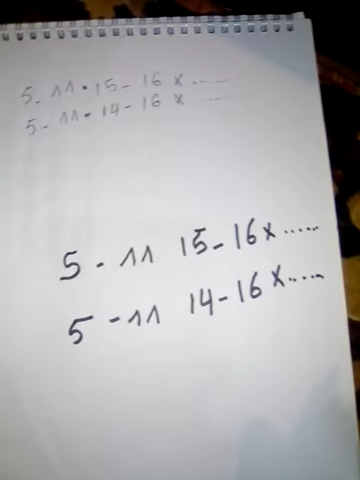 5. 11 • 15 - 16 x ......
5 - 11 - 14 - 16 x ......
5 - 11 15 - 16 x ......
5 - 11 14 - 16 x ......